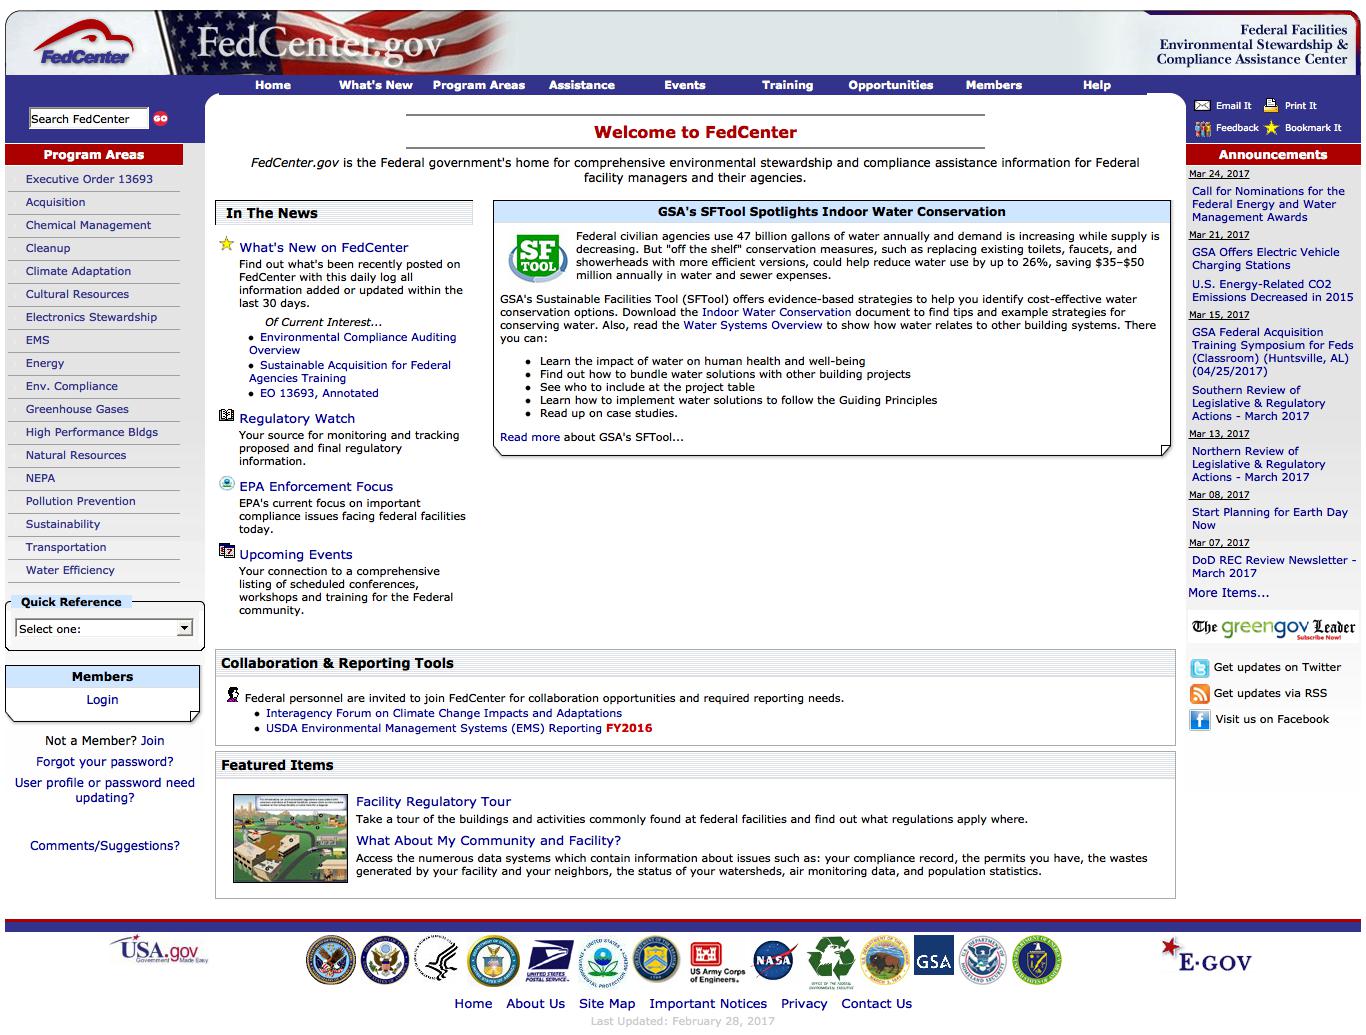 FedCenter
FedCenter.gov
Federal Facilities
Environmental Stewardship &
Compliance Assistance Center
Home What's New Program Areas Assistance Events Training Opportunities Members Help
Search FedCenter GO
Email It Print It
Feedback Bookmark It
Program Areas
Executive Order 13693
Acquisition
Chemical Management
Cleanup
Climate Adaptation
Cultural Resources
Electronics Stewardship
EMS
Energy
Env. Compliance
Greenhouse Gases
High Performance Bldgs
Natural Resources
NEPA
Pollution Prevention
Sustainability
Transportation
Water Efficiency
Quick Reference
Select one:
Members
Login
Not a Member? Join
Forgot your password?
User profile or password need
updating?
Comments/Suggestions?
Welcome to FedCenter
FedCenter.gov is the Federal government's home for comprehensive environmental stewardship and compliance assistance information for Federal
facility managers and their agencies.
In The News
What's New on FedCenter
Find out what's been recently posted on
FedCenter with this daily log all
information added or updated within the
last 30 days.
Of Current Interest...
• Environmental Compliance Auditing
Overview
• Sustainable Acquisition for Federal
Agencies Training
• EO 13693, Annotated
Regulatory Watch
Your source for monitoring and tracking
proposed and final regulatory
information.
EPA Enforcement Focus
EPA's current focus on important
compliance issues facing federal facilities
today.
Upcoming Events
Your connection to a comprehensive
listing of scheduled conferences,
workshops and training for the Federal
community.
GSA's SFTool Spotlights Indoor Water Conservation
SF
TOOL
Federal civilian agencies use 47 billion gallons of water annually and demand is increasing while supply is
decreasing. But "off the shelf" conservation measures, such as replacing existing toilets, faucets, and
showerheads with more efficient versions, could help reduce water use by up to 26%, saving $35–$50
million annually in water and sewer expenses.
GSA's Sustainable Facilities Tool (SFTool) offers evidence-based strategies to help you identify cost-effective water
conservation options. Download the Indoor Water Conservation document to find tips and example strategies for
conserving water. Also, read the Water Systems Overview to show how water relates to other building systems. There
you can:
• Learn the impact of water on human health and well-being
• Find out how to bundle water solutions with other building projects
• See who to include at the project table
• Learn how to implement water solutions to follow the Guiding Principles
• Read up on case studies.
Read more about GSA's SFTool...
Collaboration & Reporting Tools
Federal personnel are invited to join FedCenter for collaboration opportunities and required reporting needs.
• Interagency Forum on Climate Change Impacts and Adaptations
• USDA Environmental Management Systems (EMS) Reporting FY2016
Featured Items
Facility Regulatory Tour
Take a tour of the buildings and activities commonly found at federal facilities and find out what regulations apply where.
What About My Community and Facility?
Access the numerous data systems which contain information about issues such as: your compliance record, the permits you have, the wastes
generated by your facility and your neighbors, the status of your watersheds, air monitoring data, and population statistics.
Announcements
Mar 24, 2017
Call for Nominations for the
Federal Energy and Water
Management Awards
Mar 21, 2017
GSA Offers Electric Vehicle
Charging Stations
U.S. Energy-Related CO2
Emissions Decreased in 2015
Mar 15, 2017
GSA Federal Acquisition
Training Symposium for Feds
(Classroom) (Huntsville, AL)
(04/25/2017)
Southern Review of
Legislative & Regulatory
Actions - March 2017
Mar 13, 2017
Northern Review of
Legislative & Regulatory
Actions - March 2017
Mar 08, 2017
Start Planning for Earth Day
Now
Mar 07, 2017
DoD REC Review Newsletter -
March 2017
More Items...
The greengov Leader
Subscribe Now!
Get updates on Twitter
Get updates via RSS
Visit us on Facebook
USA.gov
Government Made Easy
UNITED STATES
POSTAL SERVICE
US Army Corps
of Engineers
NASA
OFFICE OF THE FEDERAL
ENVIRONMENTAL EXECUTIVE
GSA
E-GOV
Home About Us Site Map Important Notices Privacy Contact Us
Last Updated: February 28, 2017